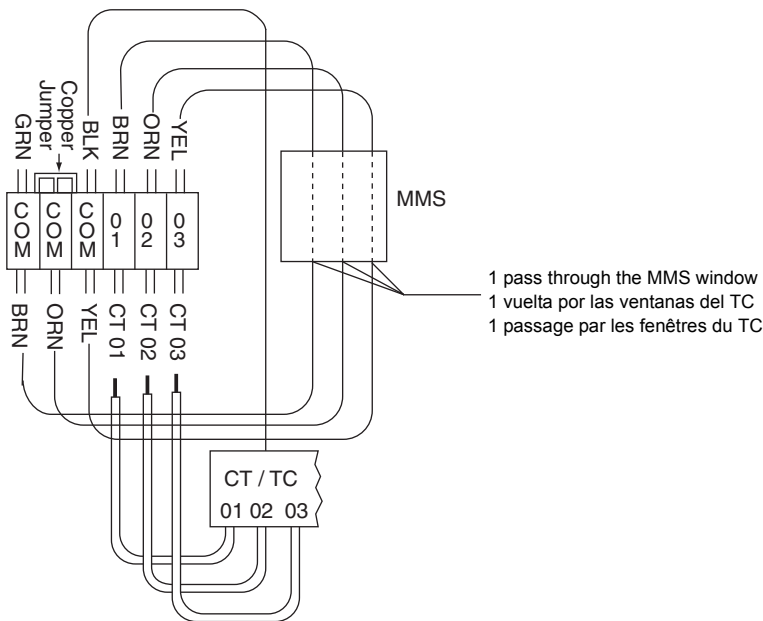 Copper
Jumper
GRN
BLK
BRN
ORN
YEL
COM
COM
COM
01
02
03
BRN
ORN
YEL
CT 01
CT 02
CT 03
MMS
1 pass through the MMS window
1 vuelta por las ventanas del TC
1 passage par les fenêtres du TC
CT / TC
01 02 03